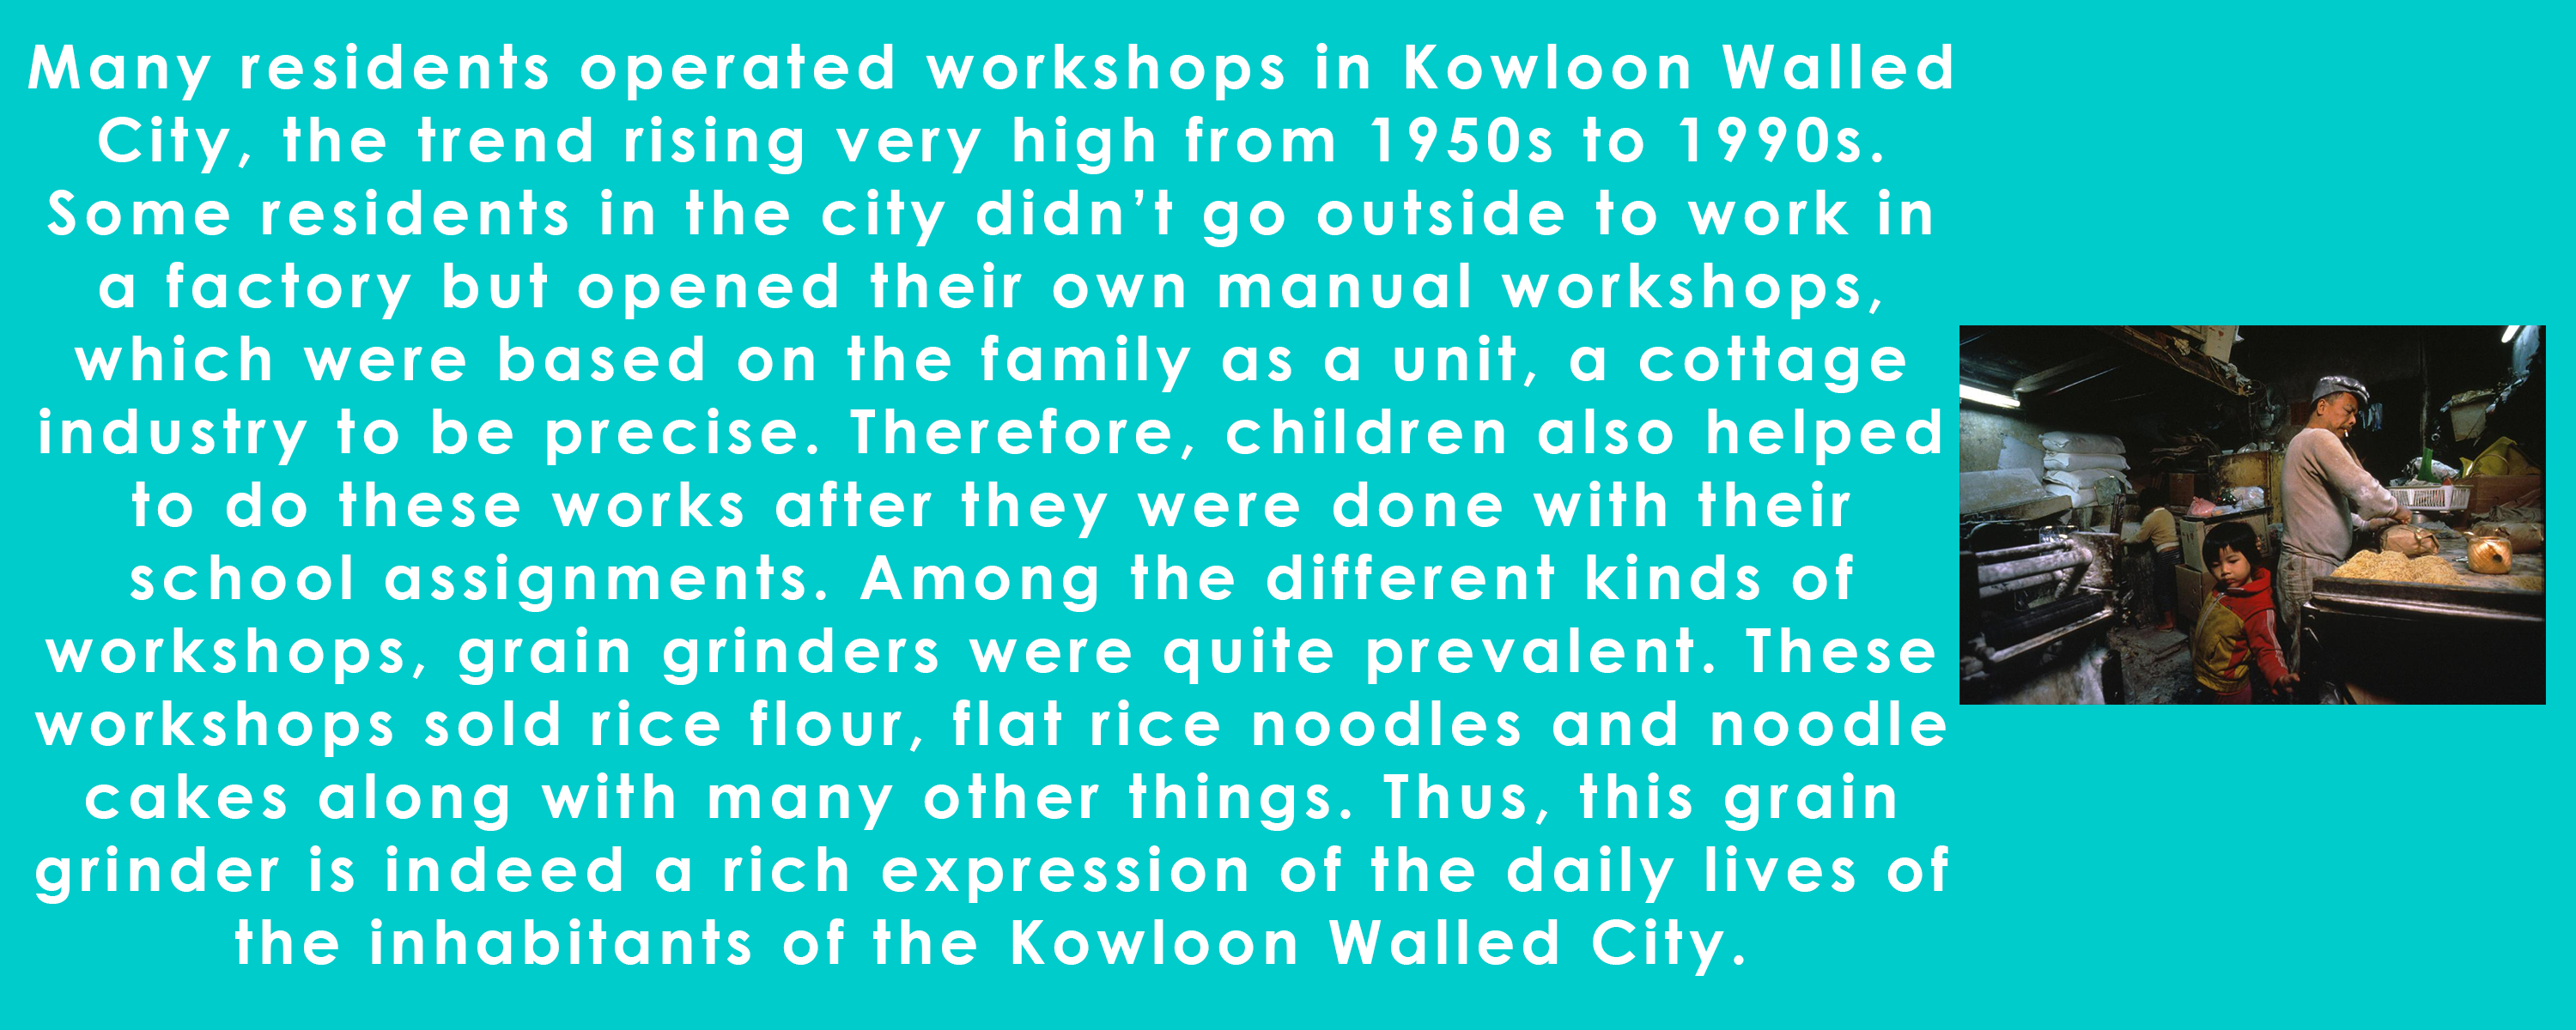 Many residents operated workshops in Kowloon Walled
City, the trend rising very high from 1950s to 1990s.
Some residents in the city didn’t go outside to work in
a factory but opened their own manual workshops,
which were based on the family as a unit, a cottage
industry to be precise. Therefore, children also helped
to do these works after they were done with their
school assignments. Among the different kinds of
workshops, grain grinders were quite prevalent. These
workshops sold rice flour, flat rice noodles and noodle
cakes along with many other things. Thus, this grain
grinder is indeed a rich expression of the daily lives of
the inhabitants of the Kowloon Walled City.